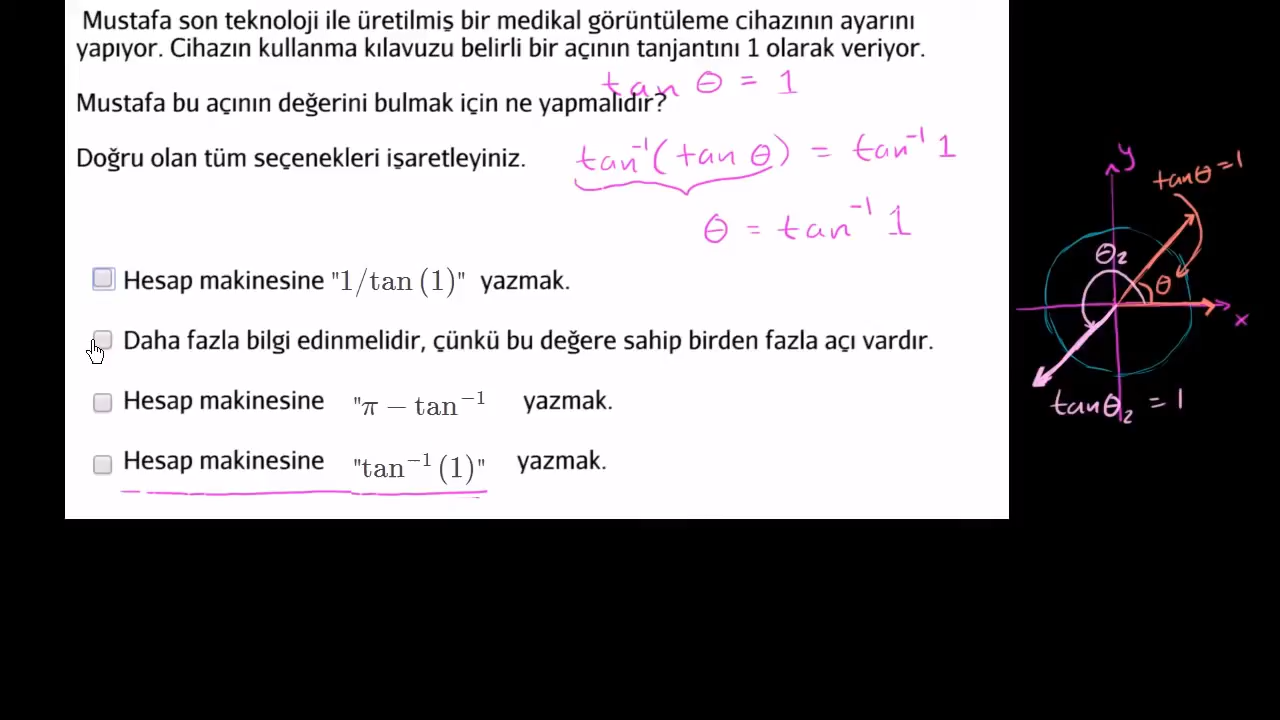 Mustafa son teknoloji ile üretilmiş bir medikal görüntüleme cihazının ayarını
yapıyor. Cihazın kullanma kılavuzu belirli bir açının tanjantını 1 olarak veriyor.
tan θ = 1
Mustafa bu açının değerini bulmak için ne yapmalıdır?
Doğru olan tüm seçenekleri işaretleyiniz.
tan⁻¹(tan θ) = tan⁻¹ 1
θ = tan⁻¹ 1
Hesap makinesine "1/tan (1)" yazmak.
Daha fazla bilgi edinmelidir, çünkü bu değere sahip birden fazla açı vardır.
Hesap makinesine "π − tan⁻¹ yazmak.
Hesap makinesine "tan⁻¹ (1)" yazmak.
y
tanθ=1
θ₂
θ
x
tanθ₂ = 1